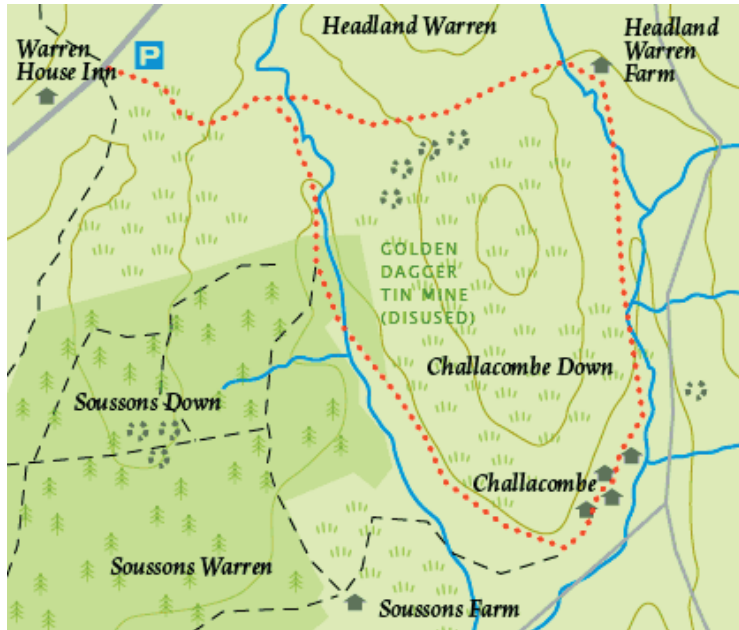 Headland Warren
Headland
Warren
Farm
Warren
House Inn
P
GOLDEN
DAGGER
TIN MINE
(DISUSED)
Challacombe Down
Soussons Down
Challacombe
Soussons Warren
Soussons Farm